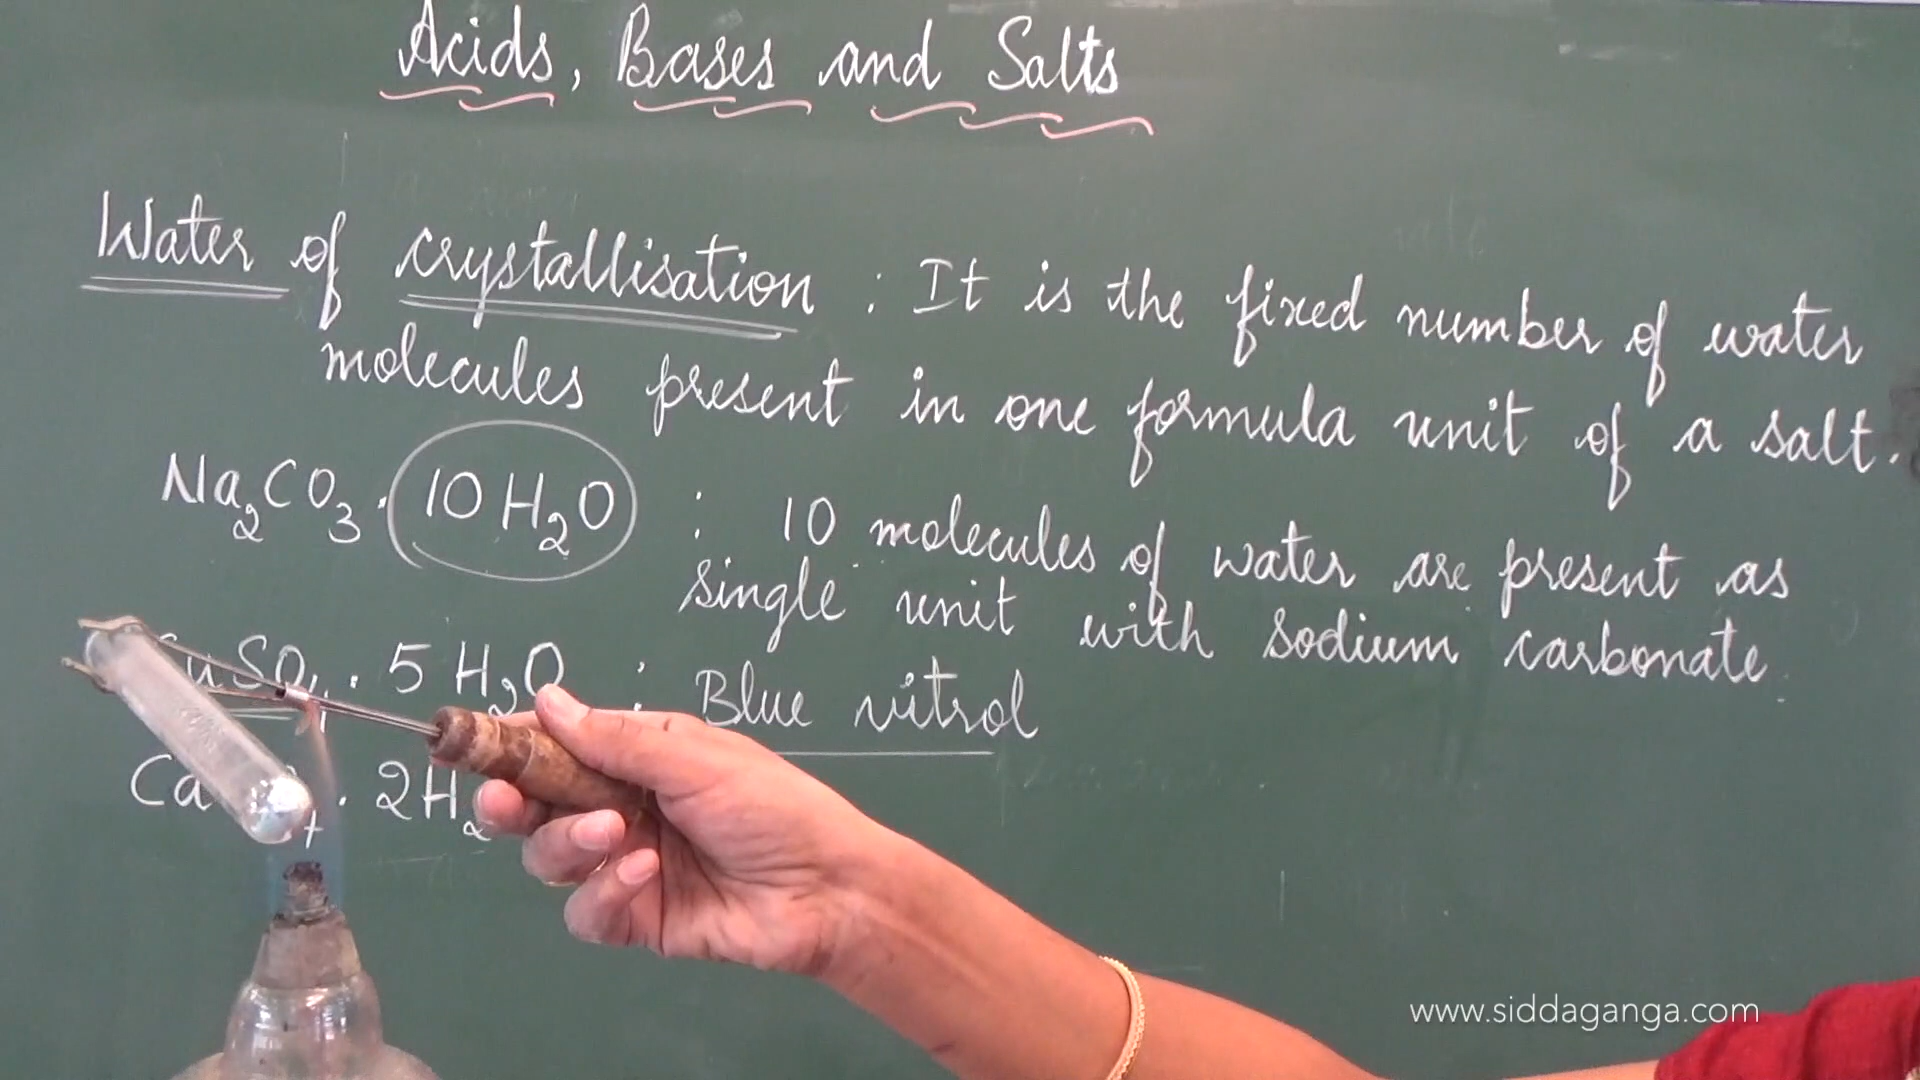 Acids, Bases and Salts
Water of crystallisation : It is the fixed number of water
molecules present in one formula unit of a salt.
Na₂CO₃ · 10 H₂O : 10 molecules of water are present as
single unit with sodium carbonate
CuSO₄ · 5 H₂O : Blue vitrol
Ca · 2H₂
www.siddaganga.com